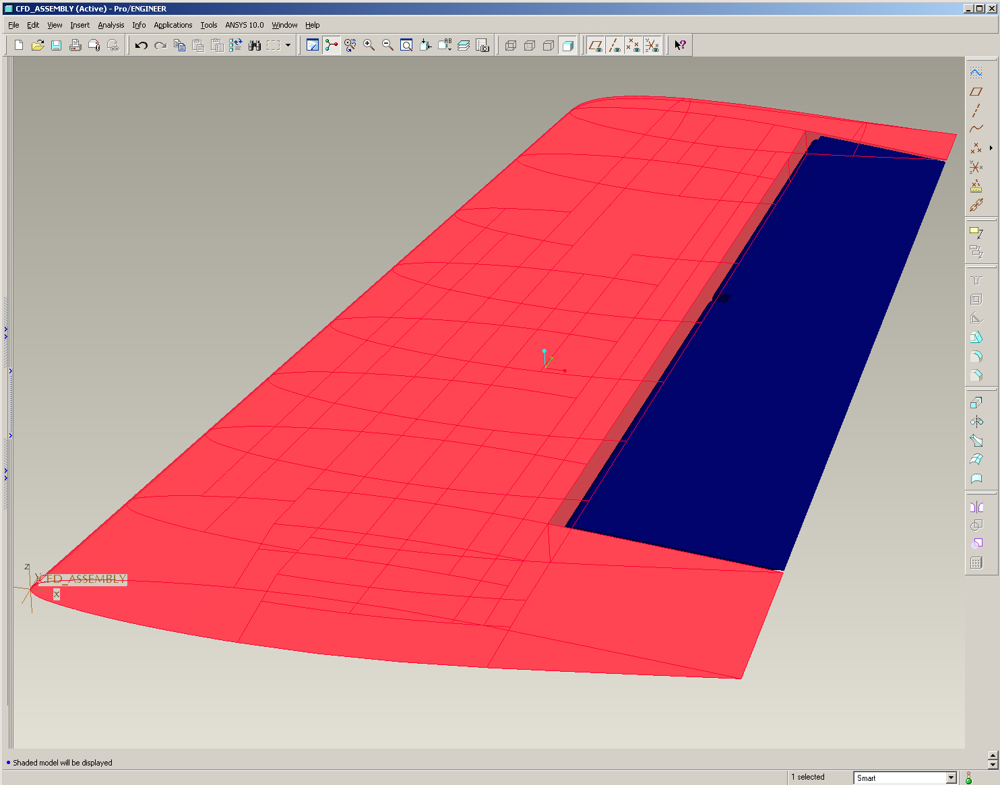 CFD_ASSEMBLY (Active) - Pro/ENGINEER
File Edit View Insert Analysis Info Applications Tools ANSYS 10.0 Window Help
Z
CFD_ASSEMBLY
X
Shaded model will be displayed
1 selected
Smart